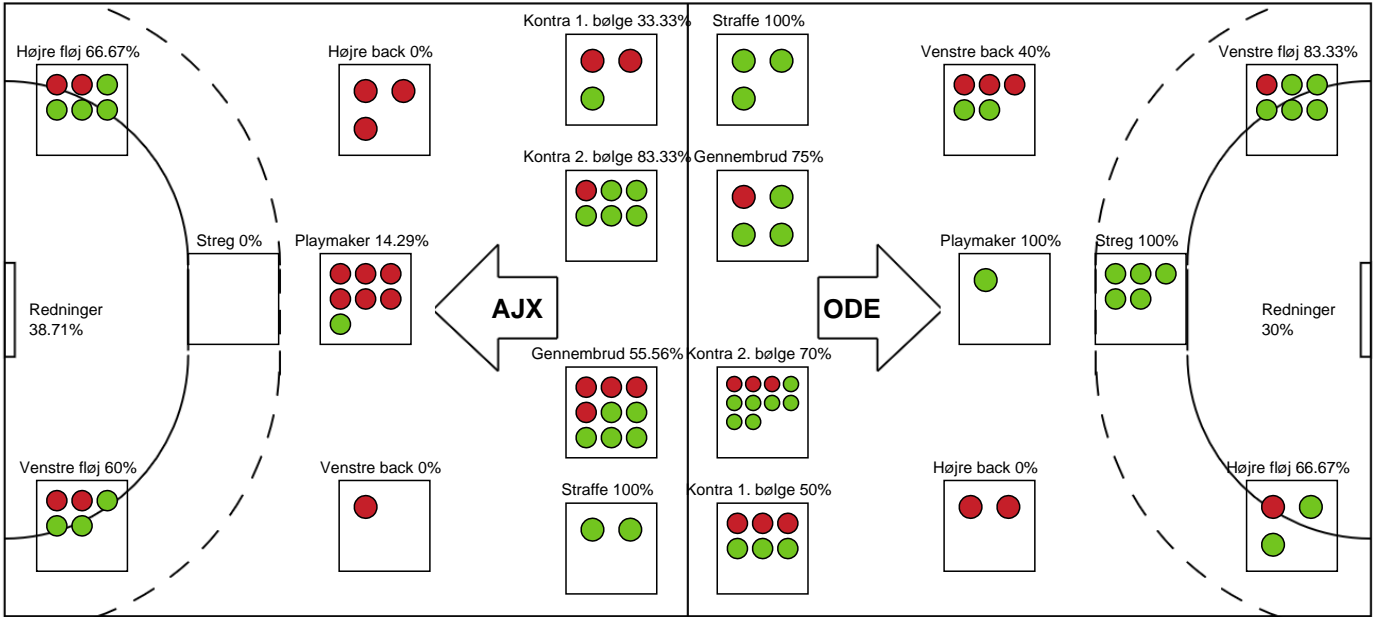 Kontra 1. bølge 33.33%
Straffe 100%
Højre fløj 66.67%
Højre back 0%
Venstre back 40%
Venstre fløj 83.33%
Kontra 2. bølge 83.33%
Gennembrud 75%
Streg 0%
Playmaker 14.29%
Playmaker 100%
Streg 100%
Redninger
38.71%
AJX
ODE
Redninger
30%
Gennembrud 55.56%
Kontra 2. bølge 70%
Venstre fløj 60%
Venstre back 0%
Højre back 0%
Højre fløj 66.67%
Straffe 100%
Kontra 1. bølge 50%